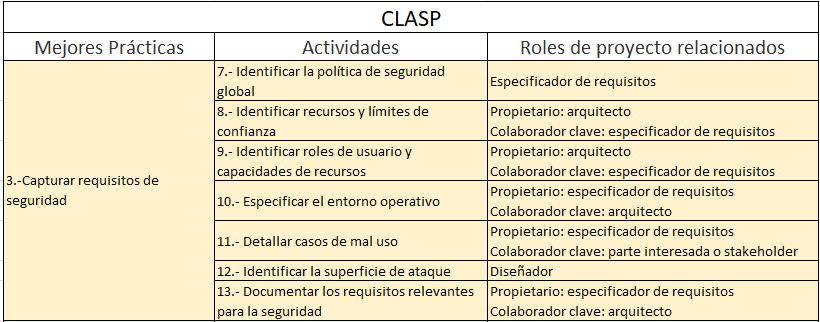 CLASP
Mejores Prácticas
Actividades
Roles de proyecto relacionados
3.-Capturar requisitos de
seguridad
7.- Identificar la política de seguridad
global
Especificador de requisitos
8.- Identificar recursos y límites de
confianza
Propietario: arquitecto
Colaborador clave: especificador de requisitos
9.- Identificar roles de usuario y
capacidades de recursos
Propietario: arquitecto
Colaborador clave: especificador de requisitos
10.- Especificar el entorno operativo
Propietario: especificador de requisitos
Colaborador clave: arquitecto
11.- Detallar casos de mal uso
Propietario: especificador de requisitos
Colaborador clave: parte interesada o stakeholder
12.- Identificar la superficie de ataque
Diseñador
13.- Documentar los requisitos relevantes
para la seguridad
Propietario: especificador de requisitos
Colaborador clave: arquitecto